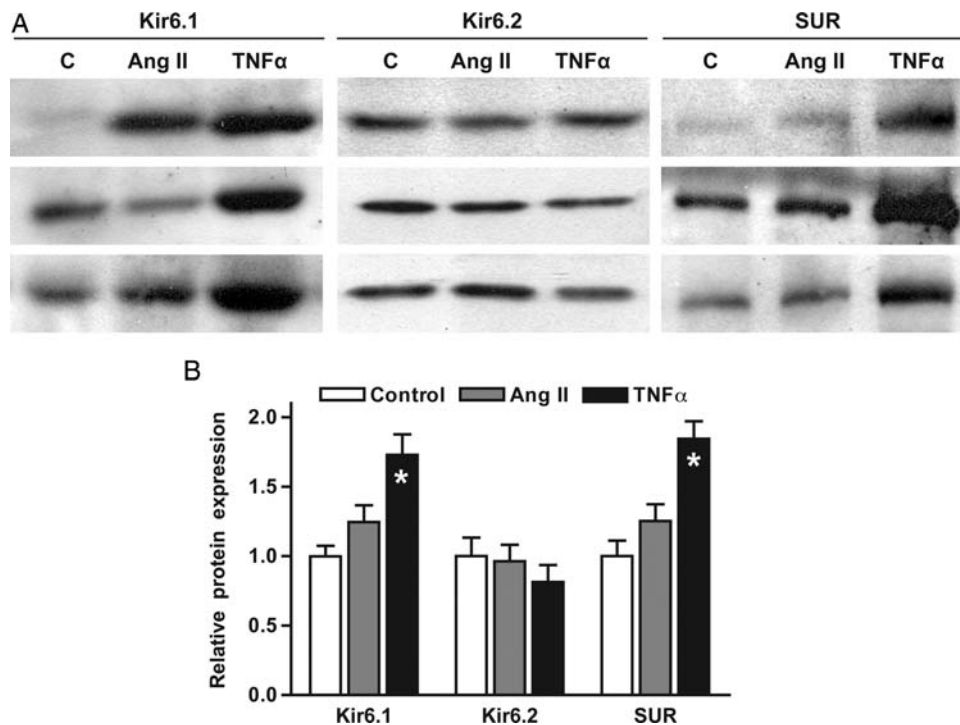 A
Kir6.1 Kir6.2 SUR
C Ang II TNFα C Ang II TNFα C Ang II TNFα
B
Control Ang II TNFα
Relative protein expression
2.0
1.5
1.0
0.5
0.0
* *
Kir6.1 Kir6.2 SUR